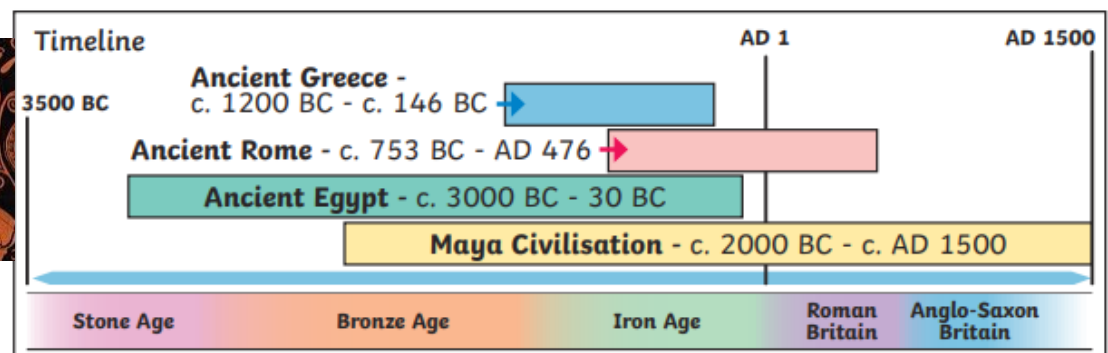 Timeline
AD 1
AD 1500
3500 BC
Ancient Greece -
c. 1200 BC - c. 146 BC
Ancient Rome - c. 753 BC - AD 476
Ancient Egypt - c. 3000 BC - 30 BC
Maya Civilisation - c. 2000 BC - c. AD 1500
Stone Age
Bronze Age
Iron Age
Roman
Britain
Anglo-Saxon
Britain